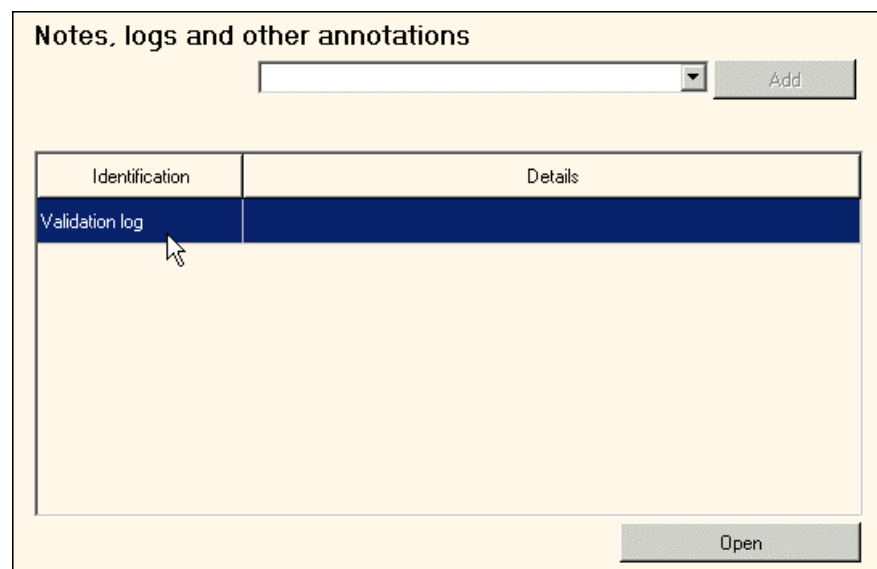 Notes, logs and other annotations
Add
Identification Details
Validation log
Open